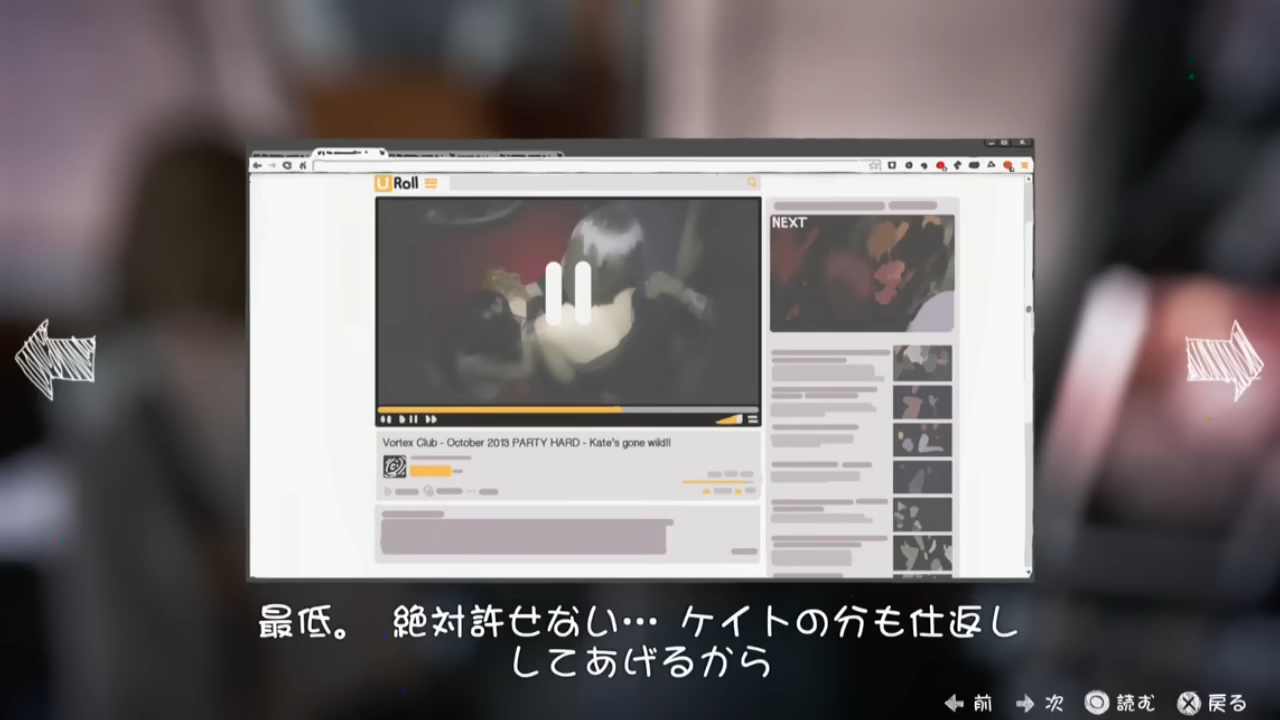 U Roll
NEXT
Vortex Club - October 2013 PARTY HARD - Kate's gone wild!!
最低。 絶対許せない… ケイトの分も仕返し
してあげるから
前 次 読む 戻る